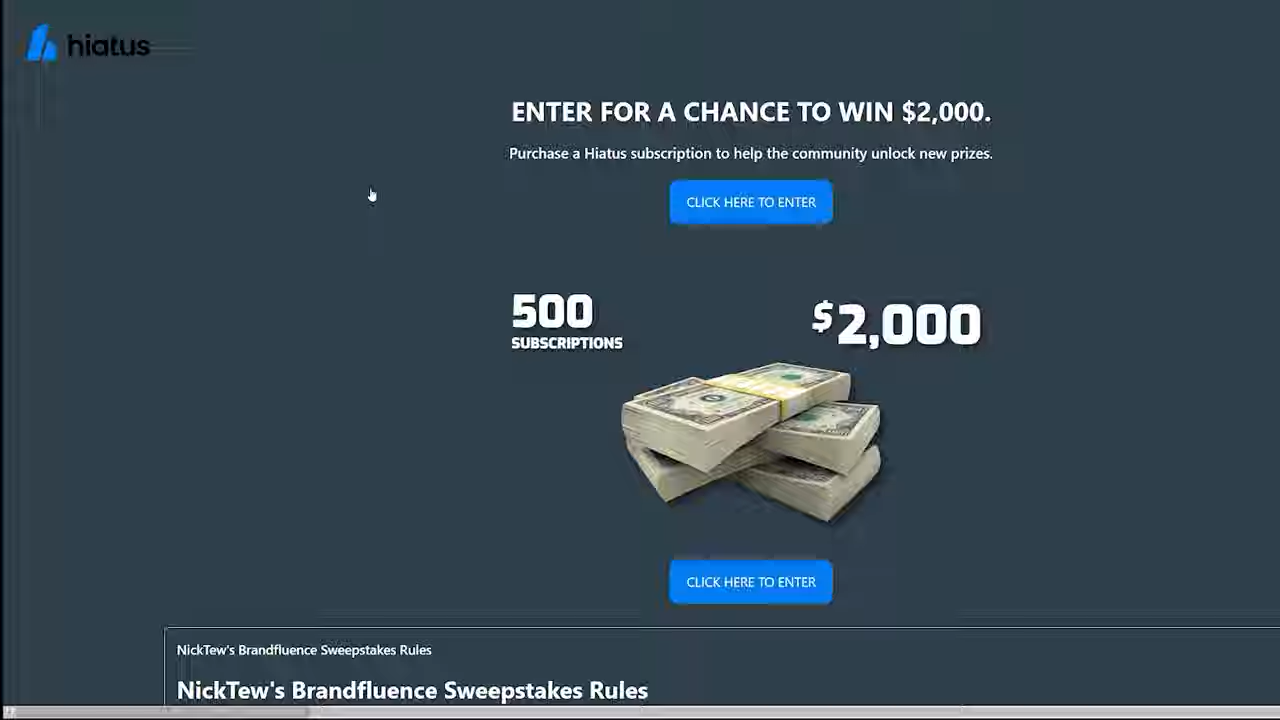 hiatus
ENTER FOR A CHANCE TO WIN $2,000.
Purchase a Hiatus subscription to help the community unlock new prizes.
CLICK HERE TO ENTER
500
SUBSCRIPTIONS
$2,000
CLICK HERE TO ENTER
NickTew's Brandfluence Sweepstakes Rules
NickTew's Brandfluence Sweepstakes Rules